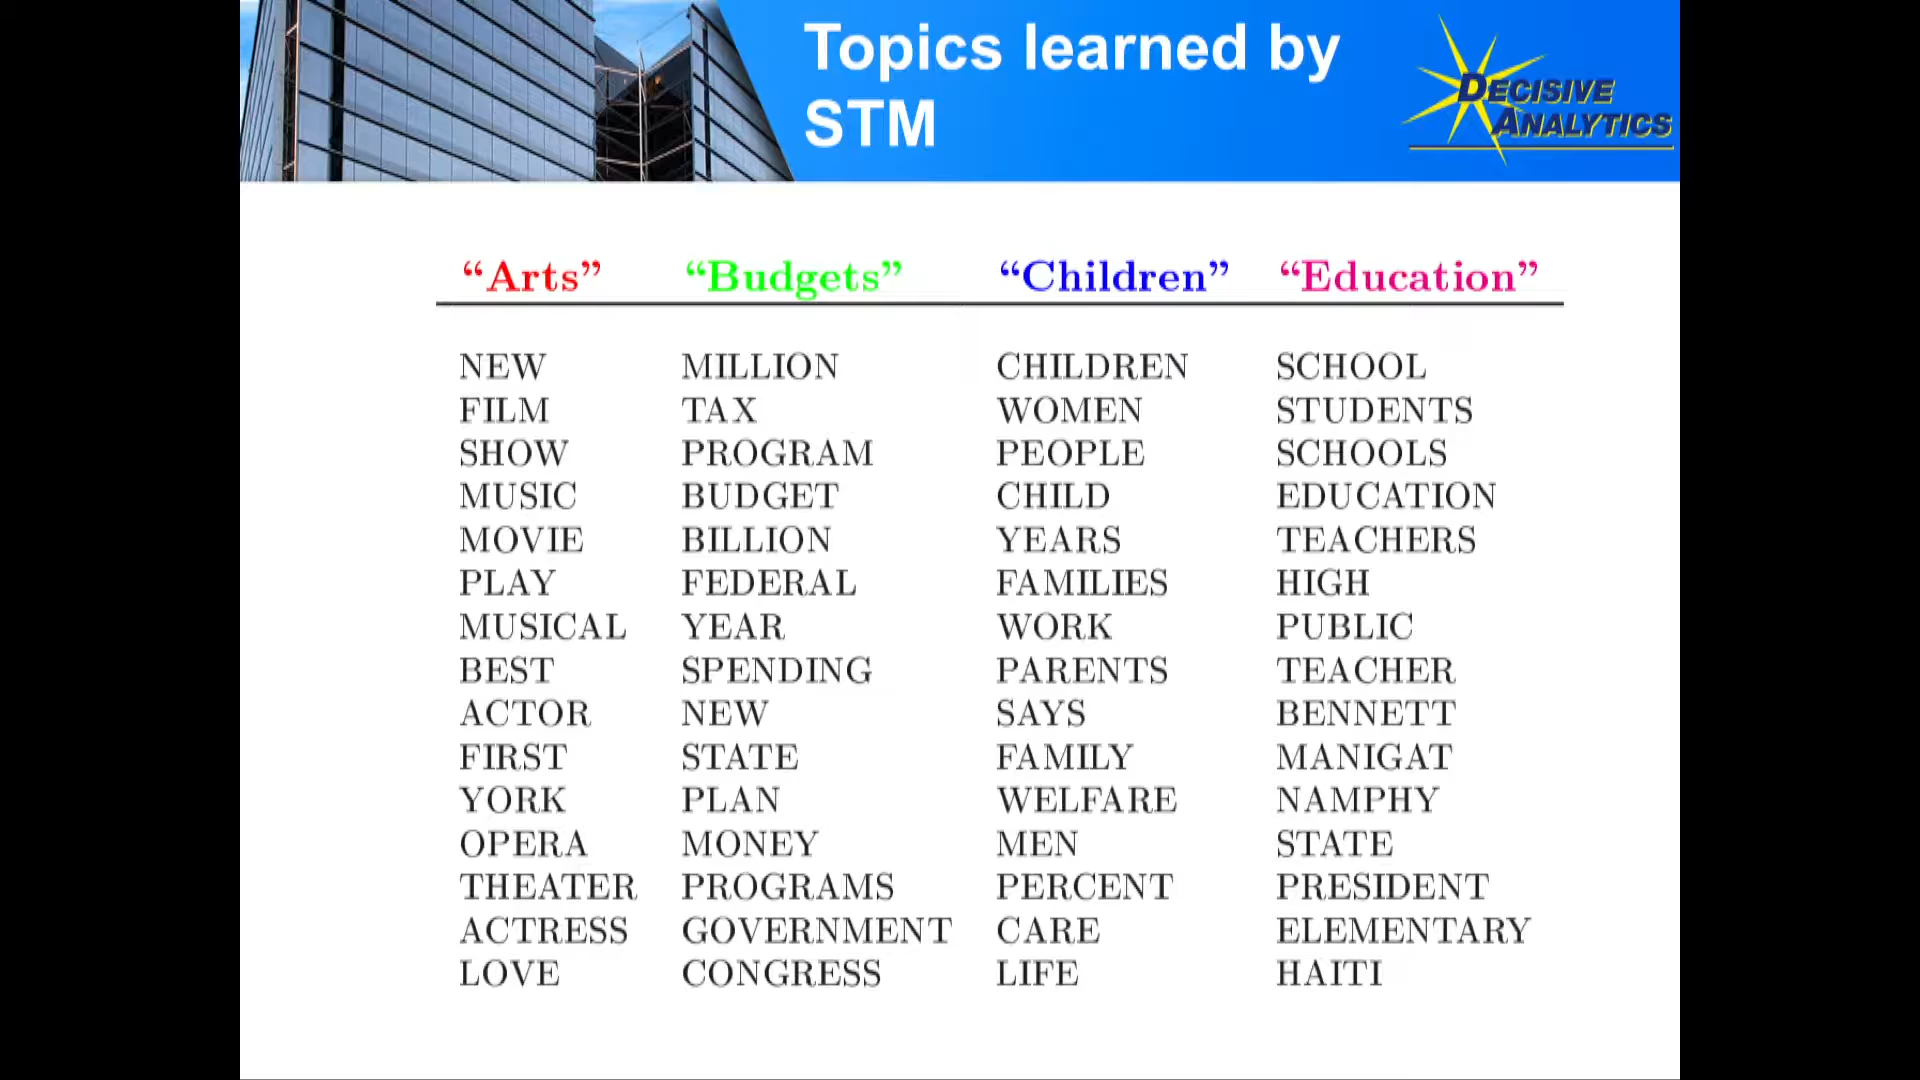 Topics learned by
STM
DECISIVE
ANALYTICS
“Arts” “Budgets” “Children” “Education”
NEW MILLION CHILDREN SCHOOL
FILM TAX WOMEN STUDENTS
SHOW PROGRAM PEOPLE SCHOOLS
MUSIC BUDGET CHILD EDUCATION
MOVIE BILLION YEARS TEACHERS
PLAY FEDERAL FAMILIES HIGH
MUSICAL YEAR WORK PUBLIC
BEST SPENDING PARENTS TEACHER
ACTOR NEW SAYS BENNETT
FIRST STATE FAMILY MANIGAT
YORK PLAN WELFARE NAMPHY
OPERA MONEY MEN STATE
THEATER PROGRAMS PERCENT PRESIDENT
ACTRESS GOVERNMENT CARE ELEMENTARY
LOVE CONGRESS LIFE HAITI